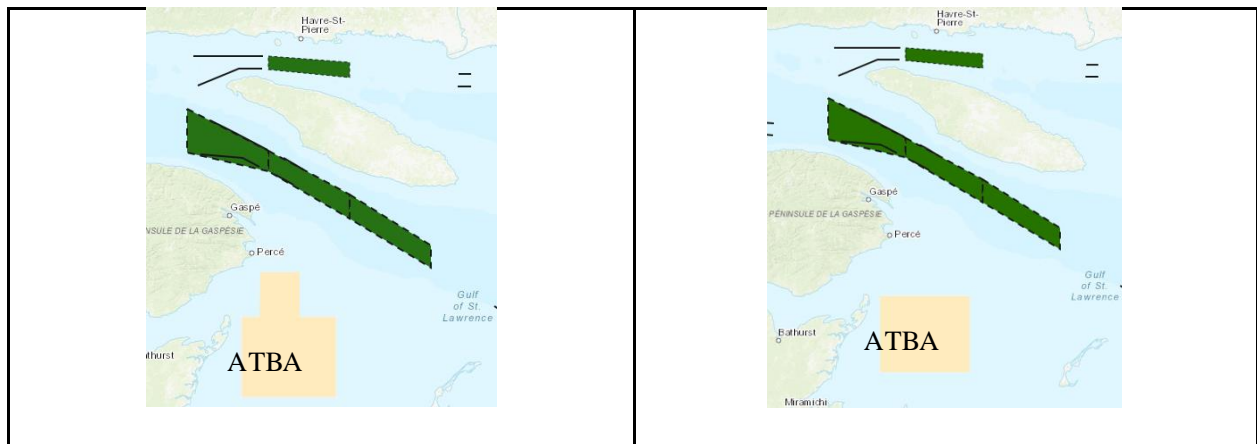 Havre-St-
Pierre
Gaspé
NSULE DE LA GASPÉSIE
Percé
Gulf
of St.
Lawrence
ATBA
thurst
Havre-St-
Pierre
Gaspé
PÉNINSULE DE LA GASPÉSIE
Percé
Gulf
of St.
Lawrence
Bathurst
ATBA
Miramichi